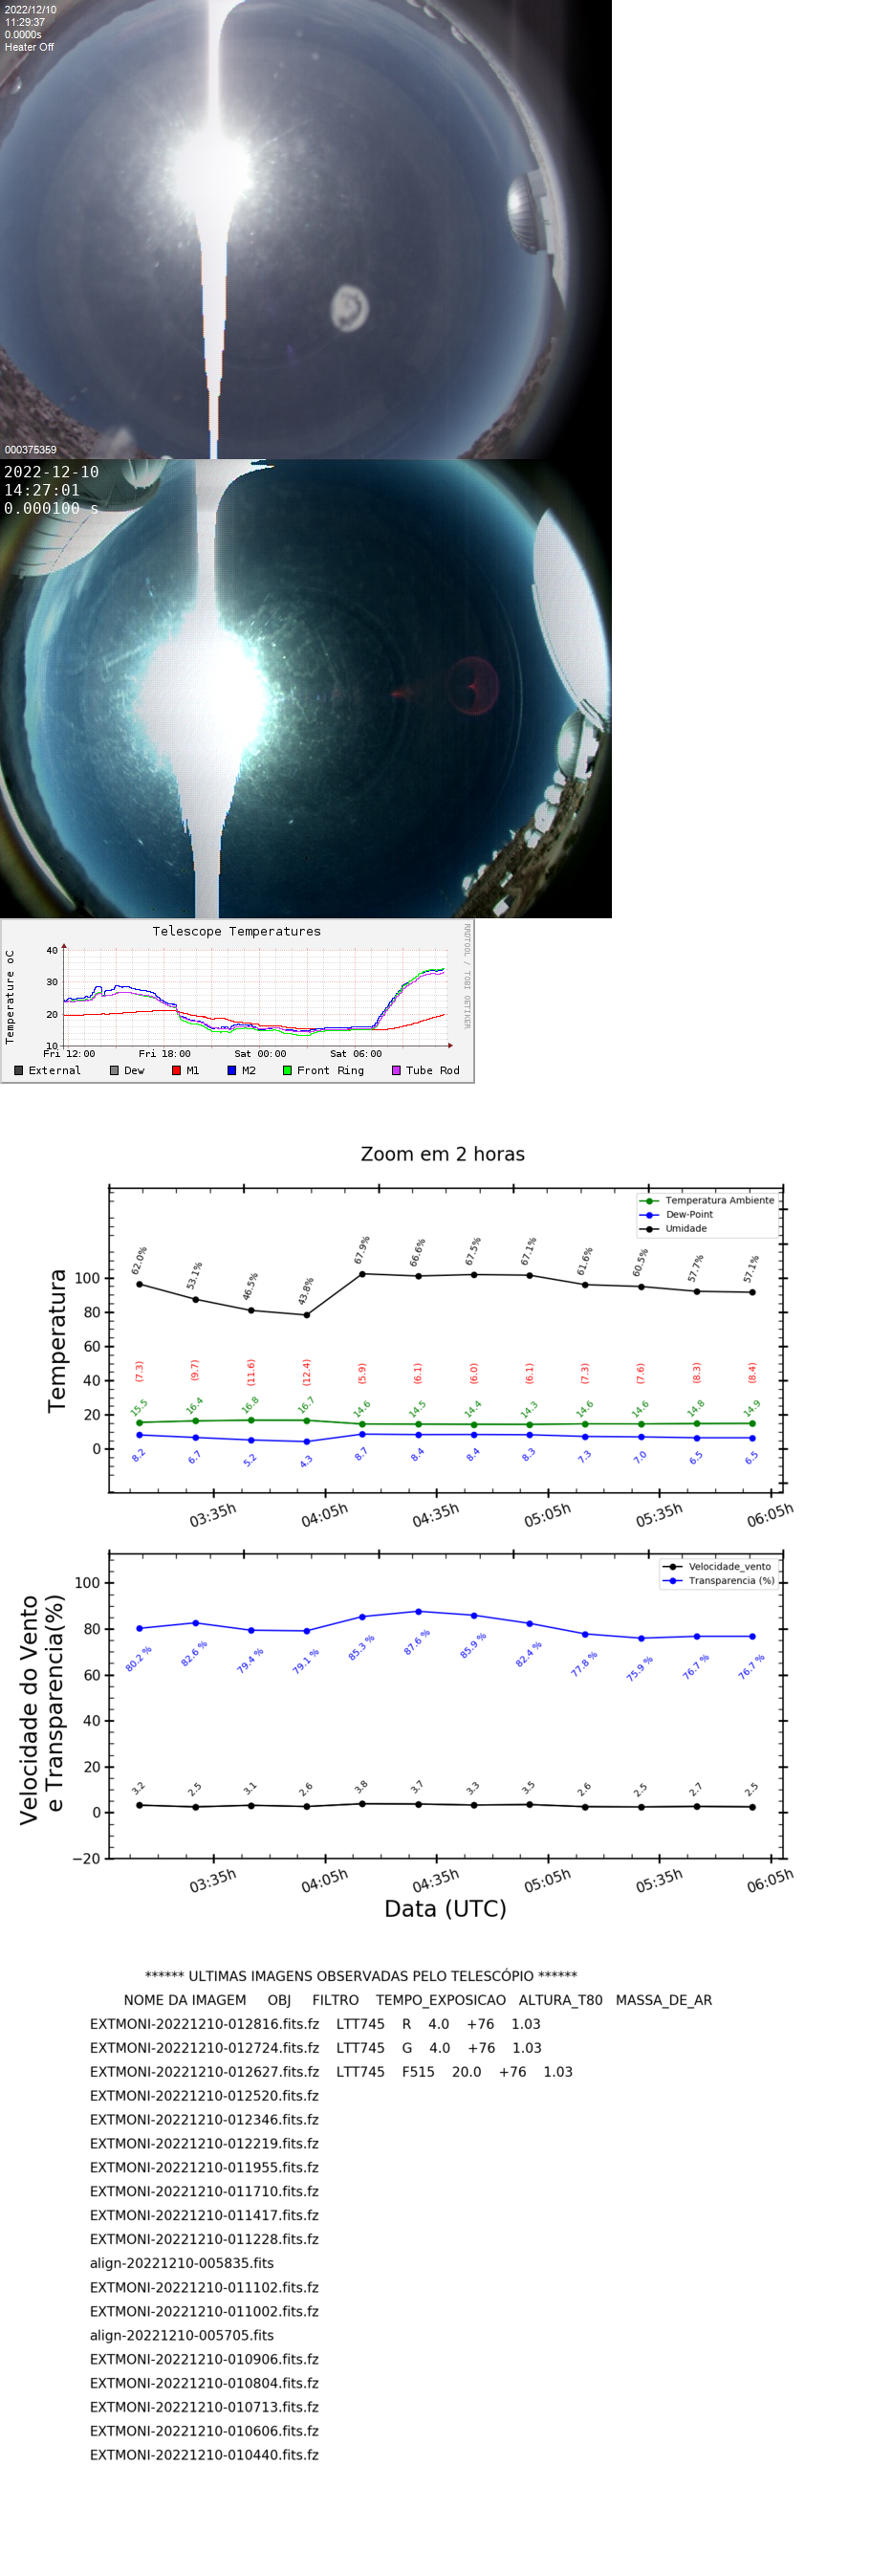 2022/12/10
11:29:37
0.0000s
Heater Off
000375359
2022-12-10
14:27:01
0.000100 s
Telescope Temperatures
RRDTOOL / TOBI OETIKER
Temperature oC
40
30
20
10
Fri 12:00 Fri 18:00 Sat 00:00 Sat 06:00
External Dew M1 M2 Front Ring Tube Rod
Zoom em 2 horas
Temperatura Ambiente
Dew-Point
Umidade
Temperatura
100
80
60
40
20
0
62.0% 53.1% 46.5% 43.8% 67.9% 66.6% 67.5% 67.1% 61.6% 60.5% 57.7% 57.1%
(7.3) (9.7) (11.6) (12.4) (5.9) (6.1) (6.0) (6.1) (7.3) (7.6) (8.3) (8.4)
15.5 16.4 16.8 16.7 14.6 14.5 14.4 14.3 14.6 14.6 14.8 14.9
8.2 6.7 5.2 4.3 8.7 8.4 8.4 8.3 7.3 7.0 6.5 6.5
03:35h 04:05h 04:35h 05:05h 05:35h 06:05h
Velocidade_vento
Transparencia (%)
Velocidade do Vento
e Transparencia(%)
100
80
60
40
20
0
−20
80.2 % 82.6 % 79.4 % 79.1 % 85.3 % 87.6 % 85.9 % 82.4 % 77.8 % 75.9 % 76.7 % 76.7 %
3.2 2.5 3.1 2.6 3.8 3.7 3.3 3.5 2.6 2.5 2.7 2.5
03:35h 04:05h 04:35h 05:05h 05:35h 06:05h
Data (UTC)
****** ULTIMAS IMAGENS OBSERVADAS PELO TELESCÓPIO ******
NOME DA IMAGEM OBJ FILTRO TEMPO_EXPOSICAO ALTURA_T80 MASSA_DE_AR
EXTMONI-20221210-012816.fits.fz LTT745 R 4.0 +76 1.03
EXTMONI-20221210-012724.fits.fz LTT745 G 4.0 +76 1.03
EXTMONI-20221210-012627.fits.fz LTT745 F515 20.0 +76 1.03
EXTMONI-20221210-012520.fits.fz
EXTMONI-20221210-012346.fits.fz
EXTMONI-20221210-012219.fits.fz
EXTMONI-20221210-011955.fits.fz
EXTMONI-20221210-011710.fits.fz
EXTMONI-20221210-011417.fits.fz
EXTMONI-20221210-011228.fits.fz
align-20221210-005835.fits
EXTMONI-20221210-011102.fits.fz
EXTMONI-20221210-011002.fits.fz
align-20221210-005705.fits
EXTMONI-20221210-010906.fits.fz
EXTMONI-20221210-010804.fits.fz
EXTMONI-20221210-010713.fits.fz
EXTMONI-20221210-010606.fits.fz
EXTMONI-20221210-010440.fits.fz